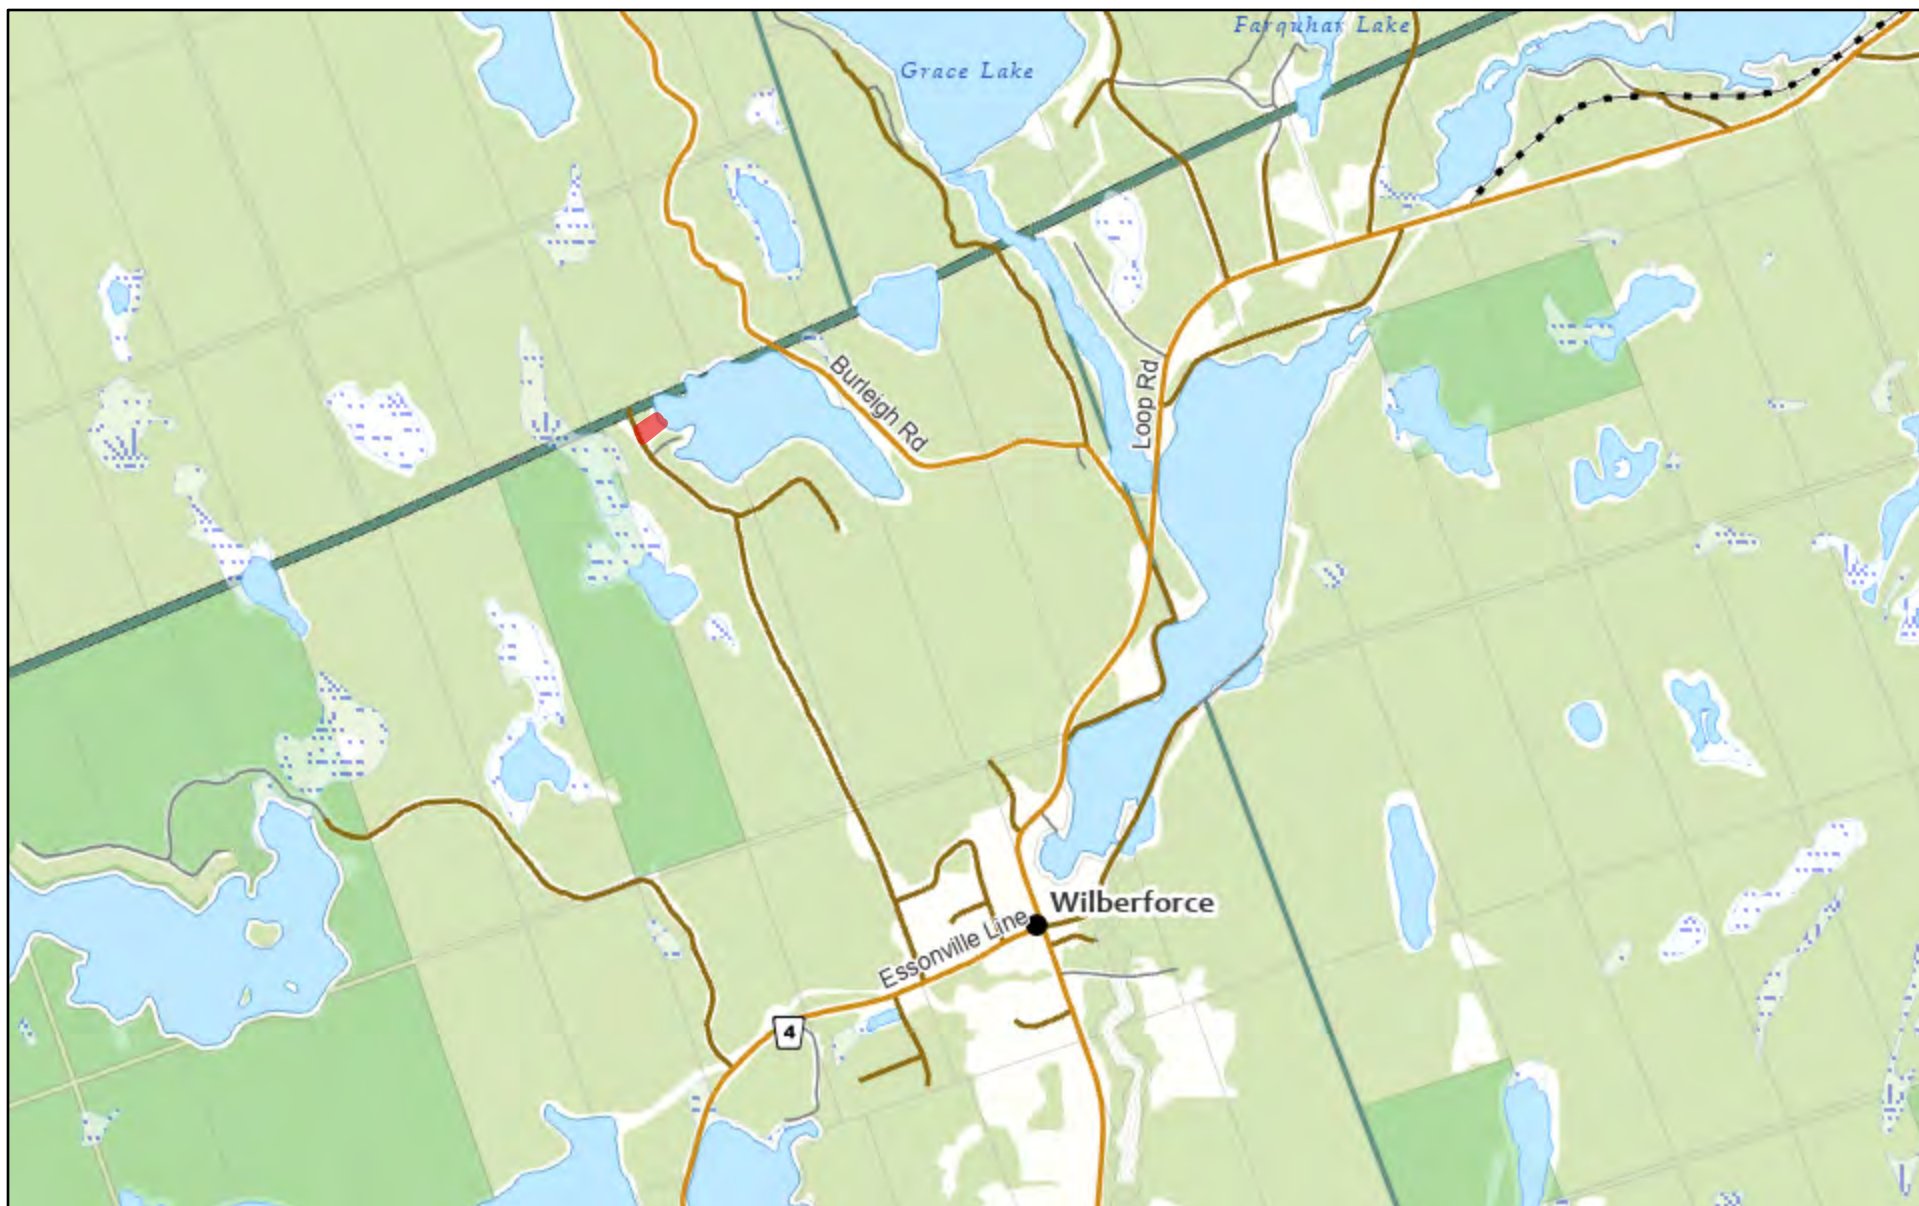 Farquhar Lake
Grace Lake
Burleigh Rd
Loop Rd
Wilberforce
Essonville Line
4